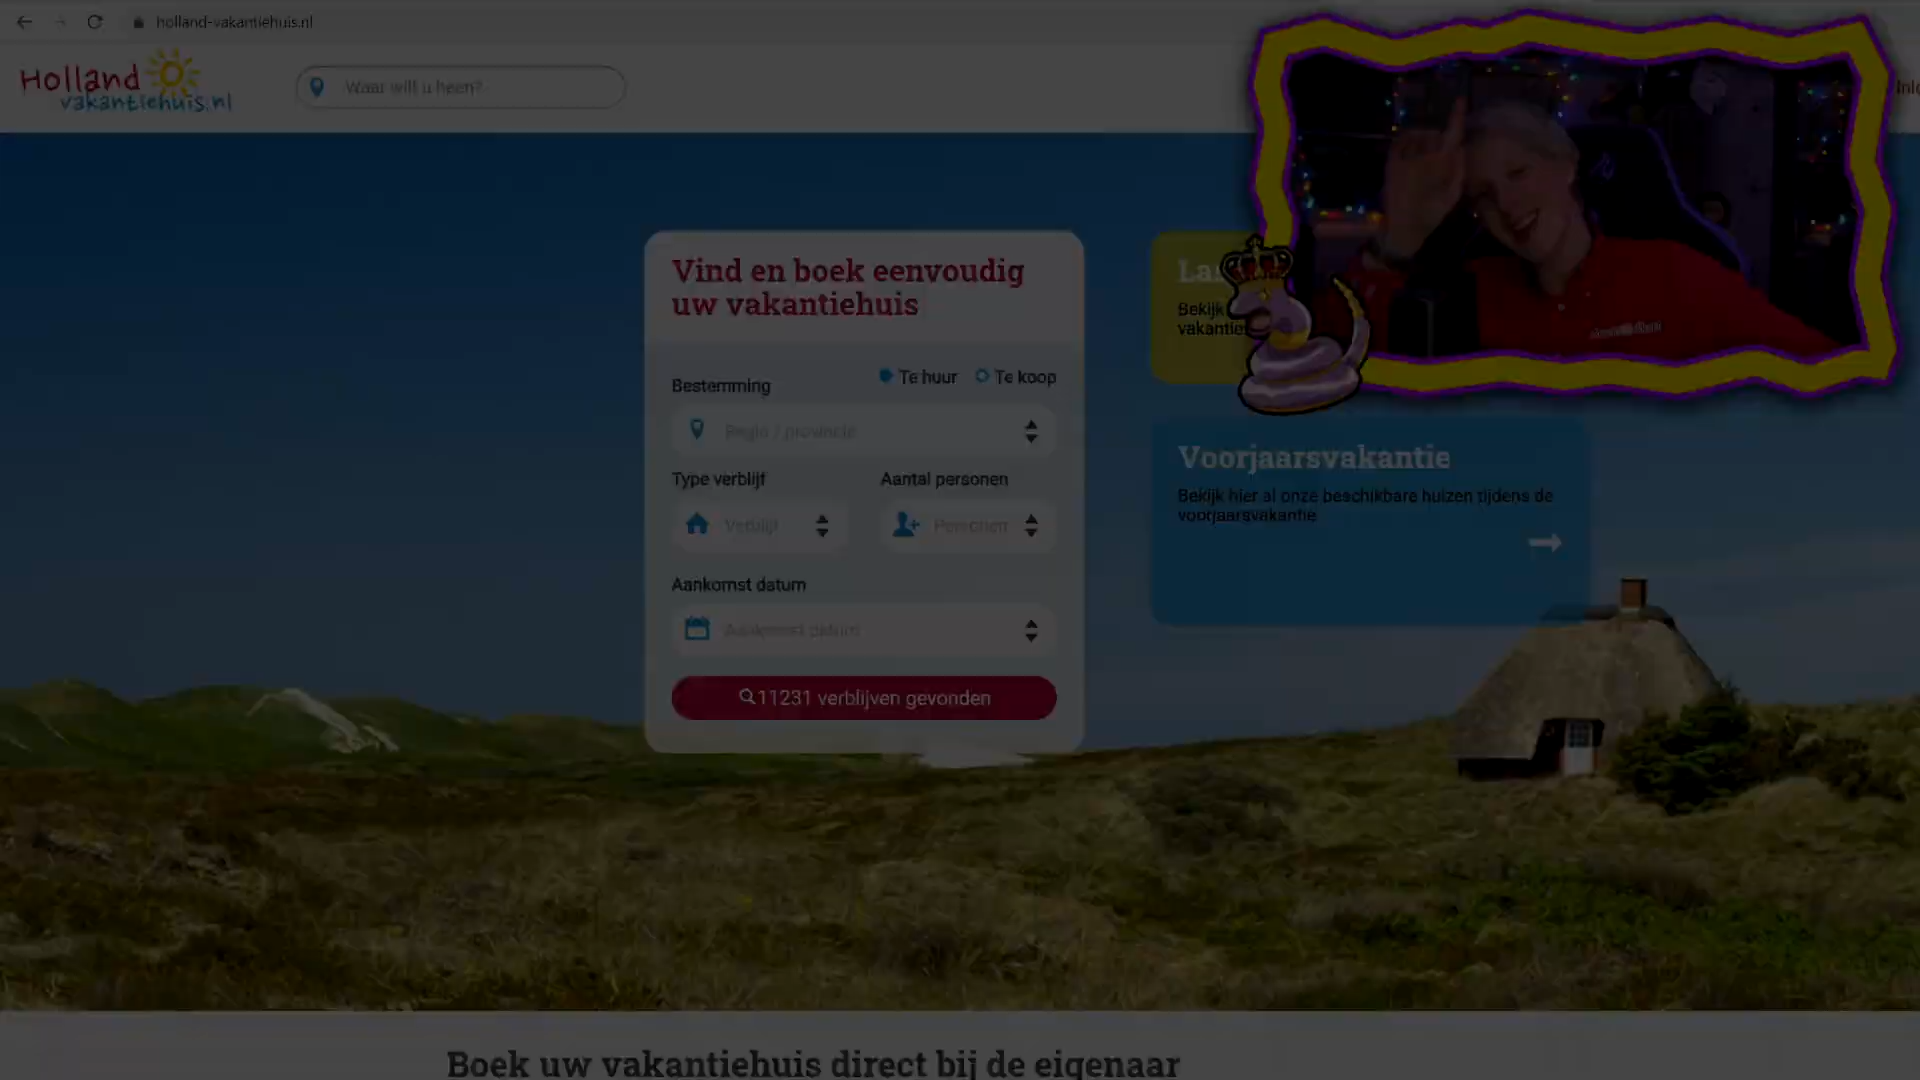 holland-vakantiehuis.nl
Holland
vakantiehuis.nl
Waar wilt u heen?
Vind en boek eenvoudig
uw vakantiehuis
Bestemming
Te huur
Te koop
Regio / provincie
Type verblijf
Aantal personen
Verblijf
Personen
Aankomst datum
Aankomst datum
11231 verblijven gevonden
Bekijk
Voorjaarsvakantie
Bekijk hier al onze beschikbare huizen tijdens de
voorjaarsvakantie
Boek uw vakantiehuis direct bij de eigenaar